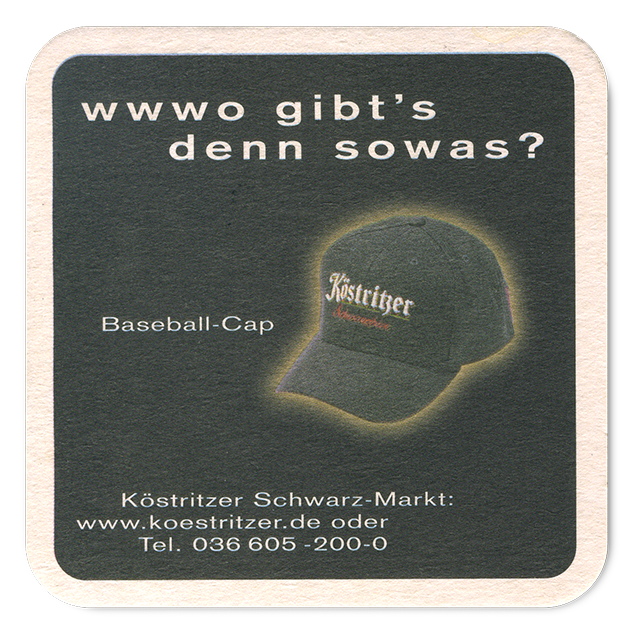 wwwo gibt's
denn sowas?
Köstritzer
Schwarzbier
Baseball-Cap
Köstritzer Schwarz-Markt:
www.koestritzer.de oder
Tel. 036 605 -200-0